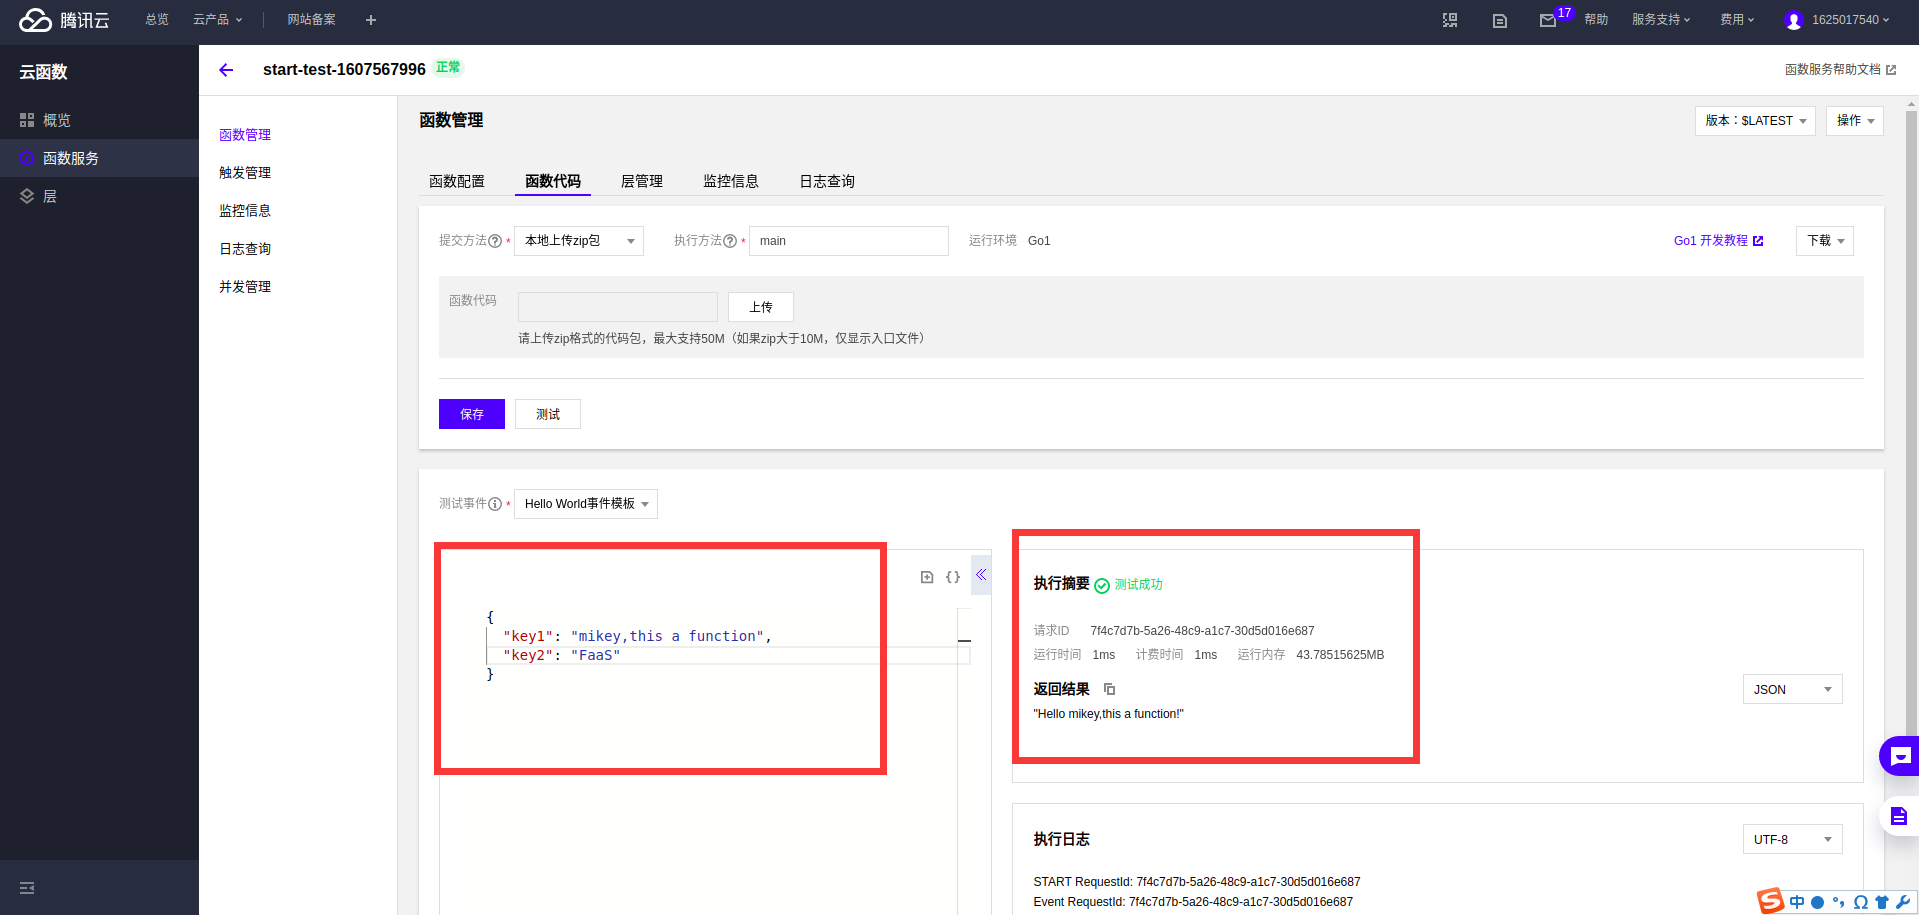 腾讯云
总览
云产品
网站备案
17
帮助
服务支持
费用
1625017540
云函数
概览
函数服务
层
start-test-1607567996
正常
函数服务帮助文档
函数管理
触发管理
监控信息
日志查询
并发管理
函数管理
版本：$LATEST
操作
函数配置
函数代码
层管理
监控信息
日志查询
提交方法 *
本地上传zip包
执行方法 *
main
运行环境 Go1
Go1 开发教程
下载
函数代码
上传
请上传zip格式的代码包，最大支持50M（如果zip大于10M，仅显示入口文件）
保存
测试
测试事件 *
Hello World事件模板
{
"key1": "mikey,this a function",
"key2": "FaaS"
}
执行摘要
测试成功
请求ID 7f4c7d7b-5a26-48c9-a1c7-30d5d016e687
运行时间 1ms 计费时间 1ms 运行内存 43.78515625MB
返回结果
JSON
"Hello mikey,this a function!"
执行日志
UTF-8
START RequestId: 7f4c7d7b-5a26-48c9-a1c7-30d5d016e687
Event RequestId: 7f4c7d7b-5a26-48c9-a1c7-30d5d016e687
中